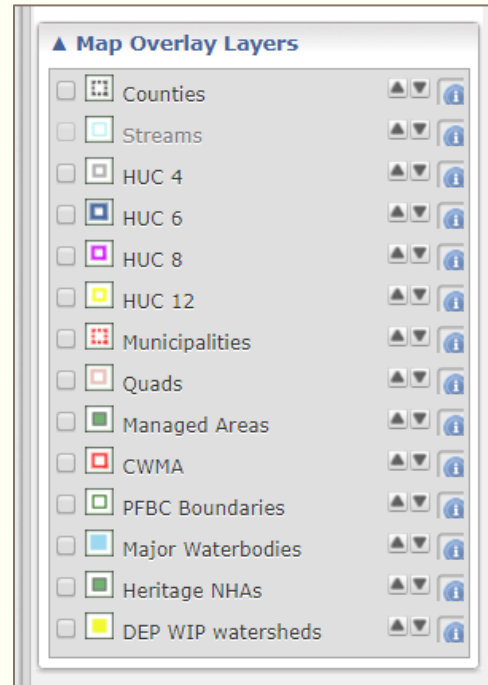 ▲ Map Overlay Layers
Counties
Streams
HUC 4
HUC 6
HUC 8
HUC 12
Municipalities
Quads
Managed Areas
CWMA
PFBC Boundaries
Major Waterbodies
Heritage NHAs
DEP WIP watersheds